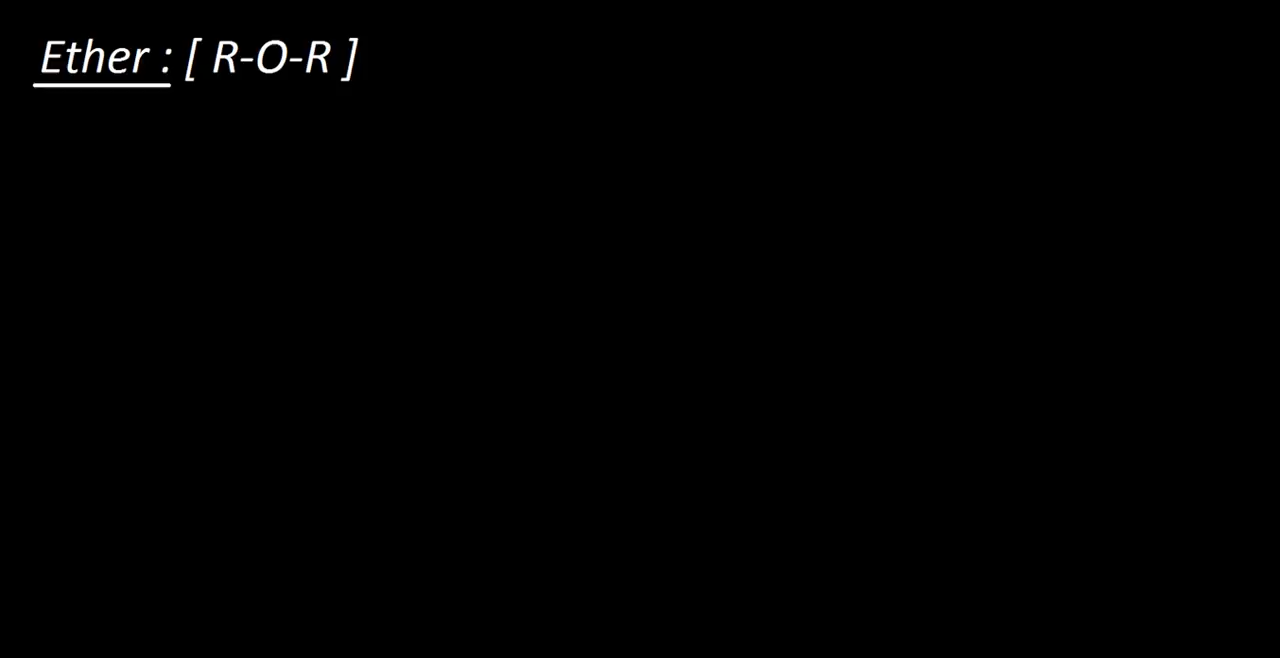 Ether : [ R-O-R ]